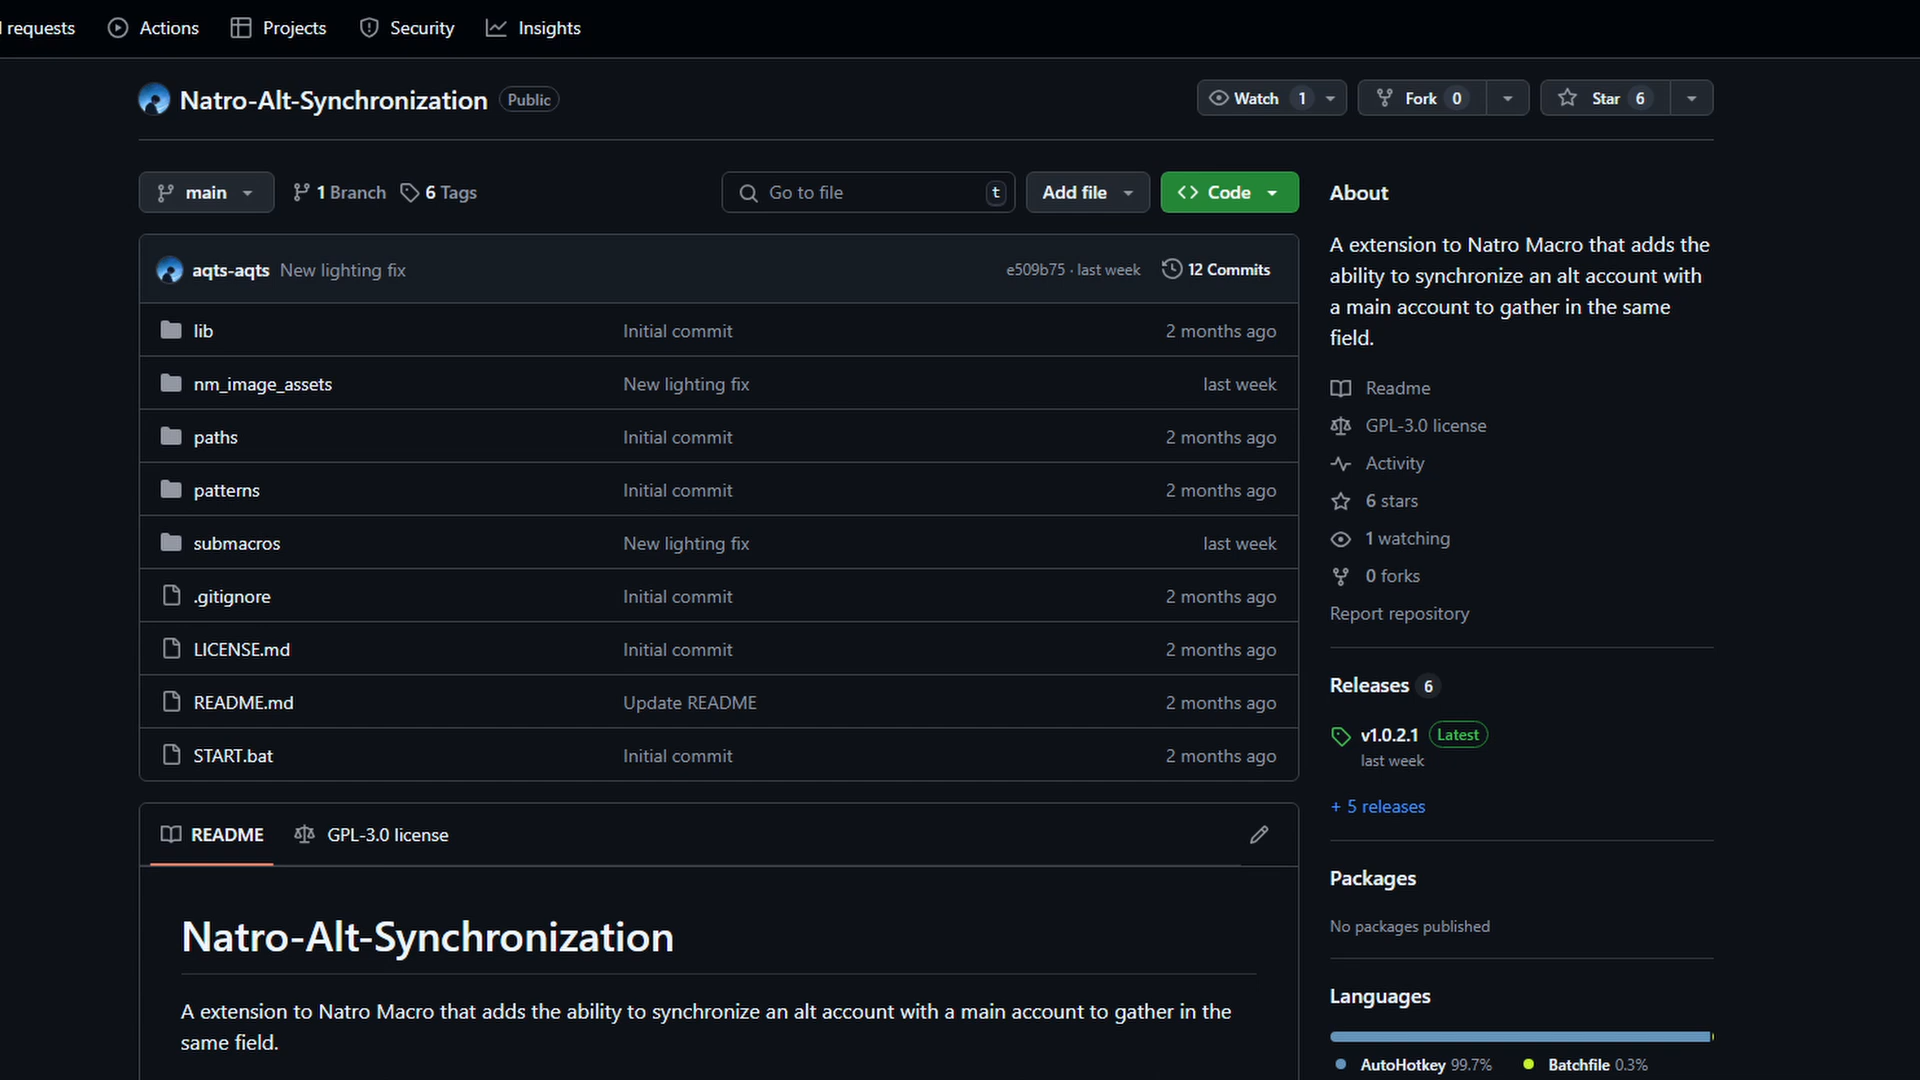 requests Actions Projects Security Insights
Natro-Alt-Synchronization Public Watch 1 Fork 0 Star 6
main 1 Branch 6 Tags Go to file t Add file Code
aqts-aqts New lighting fix e509b75 · last week 12 Commits
lib Initial commit 2 months ago
nm_image_assets New lighting fix last week
paths Initial commit 2 months ago
patterns Initial commit 2 months ago
submacros New lighting fix last week
.gitignore Initial commit 2 months ago
LICENSE.md Initial commit 2 months ago
README.md Update README 2 months ago
START.bat Initial commit 2 months ago
README GPL-3.0 license
Natro-Alt-Synchronization
A extension to Natro Macro that adds the ability to synchronize an alt account with a main account to gather in the
same field.
About
A extension to Natro Macro that adds the
ability to synchronize an alt account with
a main account to gather in the same
field.
Readme
GPL-3.0 license
Activity
6 stars
1 watching
0 forks
Report repository
Releases 6
v1.0.2.1 Latest
last week
+ 5 releases
Packages
No packages published
Languages
AutoHotkey 99.7% Batchfile 0.3%